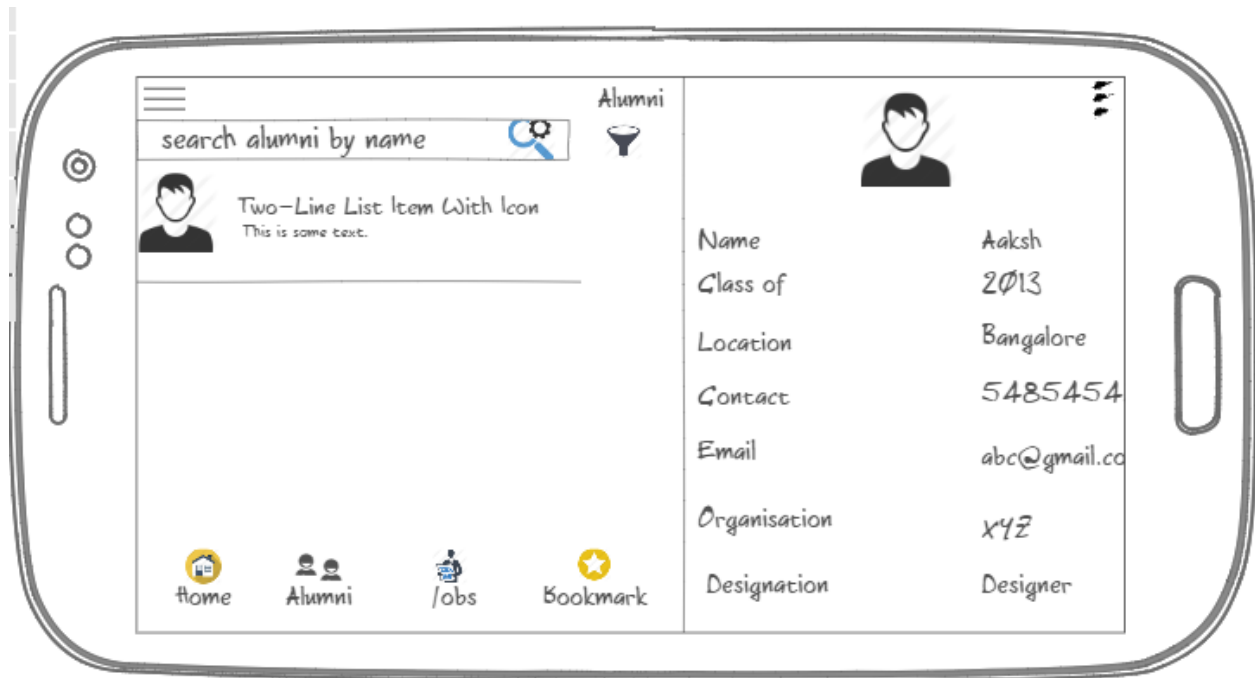 Alumni
search alumni by name
Two-Line List Item With Icon
This is some text.
Home Alumni Jobs Bookmark
Name Aaksh
Class of 2013
Location Bangalore
Contact 5485454
Email abc@gmail.co
Organisation XYZ
Designation Designer